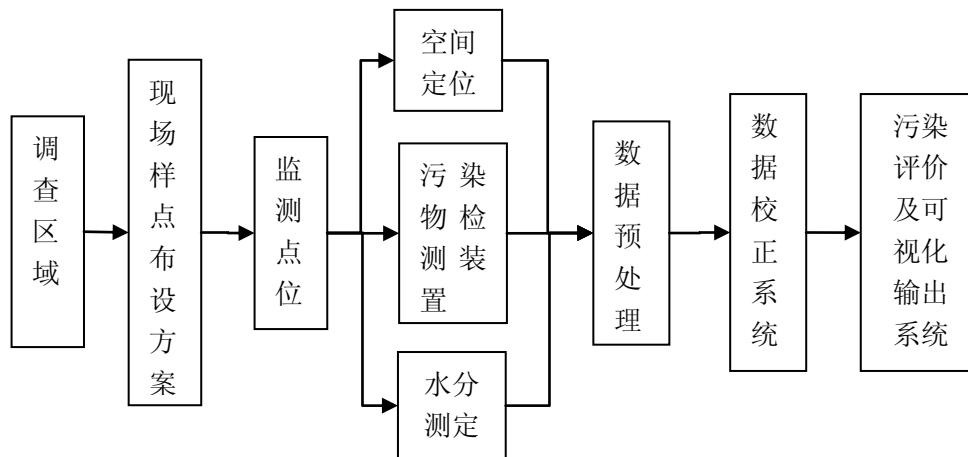 调查区域
现场样点布设方案
监测点位
空间
定位
污染
物检
测装
置
水分
测定
数据预处理
数据校正系统
污染
评价
及可
视化
输出
系统